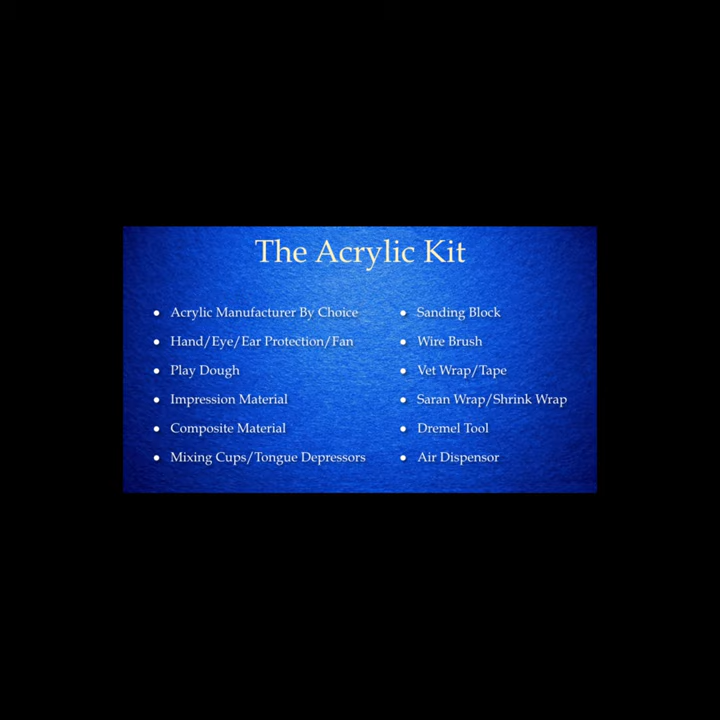 The Acrylic Kit
Acrylic Manufacturer By Choice
Hand/Eye/Ear Protection/Fan
Play Dough
Impression Material
Composite Material
Mixing Cups/Tongue Depressors
Sanding Block
Wire Brush
Vet Wrap/Tape
Saran Wrap/Shrink Wrap
Dremel Tool
Air Dispensor